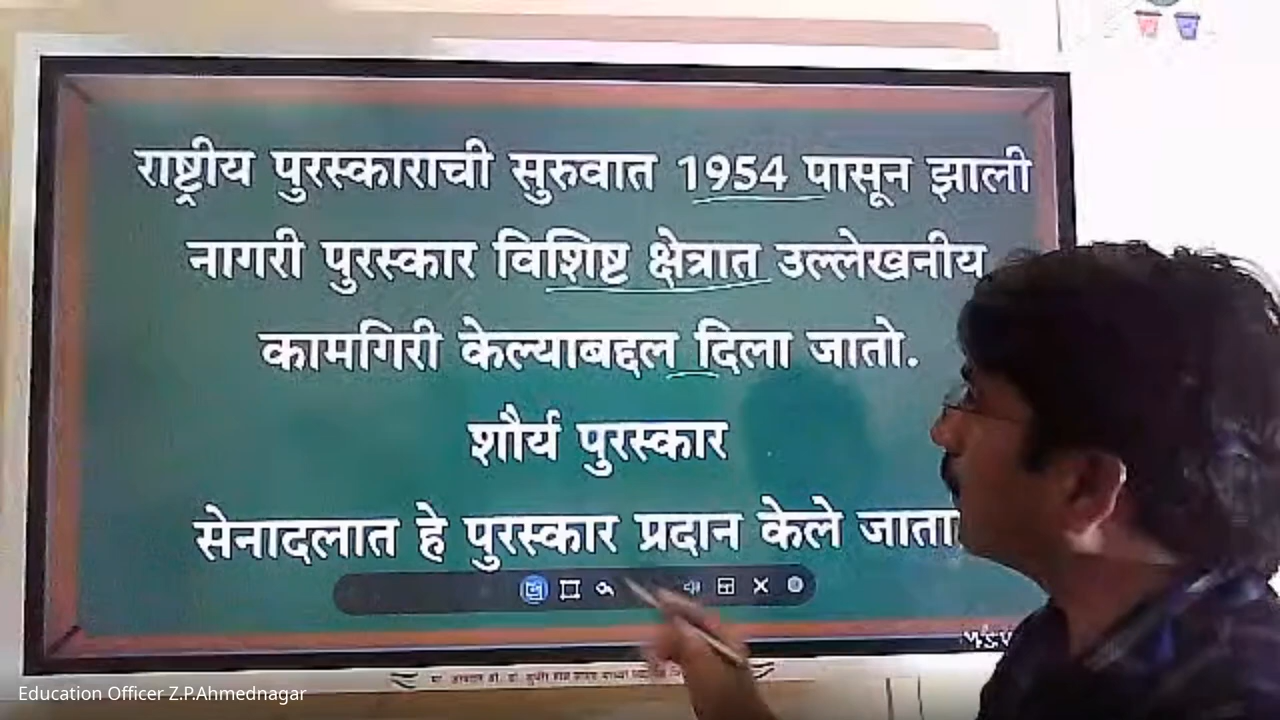 राष्ट्रीय पुरस्काराची सुरुवात 1954 पासून झाली
नागरी पुरस्कार विशिष्ट क्षेत्रात उल्लेखनीय
कामगिरी केल्याबद्दल दिला जातो.
शौर्य पुरस्कार
सेनादलात हे पुरस्कार प्रदान केले जाता
Education Officer Z.P.Ahmednagar